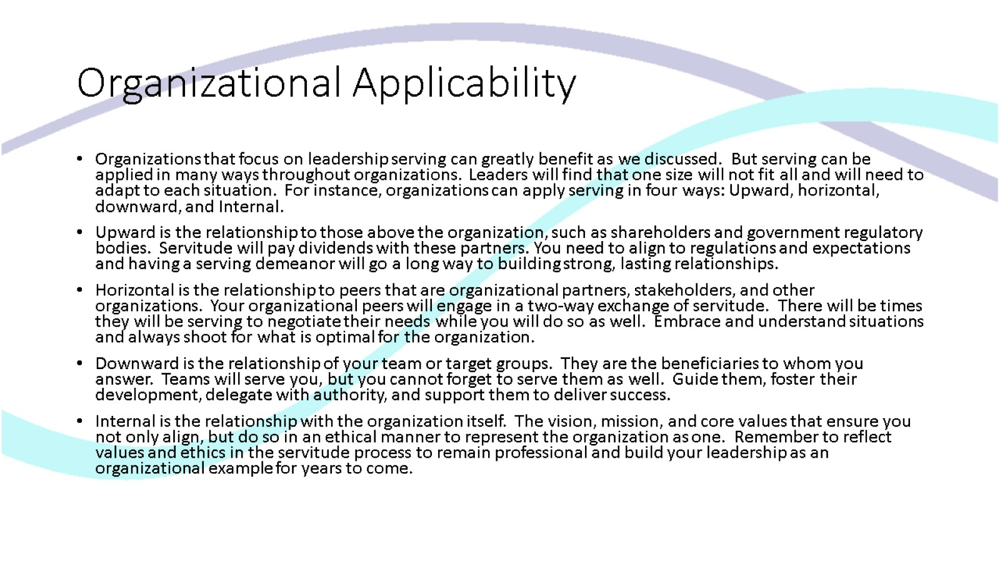 Organizational Applicability
• Organizations that focus on leadership serving can greatly benefit as we discussed.  But serving can be
applied in many ways throughout organizations.  Leaders will find that one size will not fit all and will need to
adapt to each situation.  For instance, organizations can apply serving in four ways: Upward, horizontal,
downward, and Internal.
• Upward is the relationship to those above the organization, such as shareholders and government regulatory
bodies.  Servitude will pay dividends with these partners. You need to align to regulations and expectations
and having a serving demeanor will go a long way to building strong, lasting relationships.
• Horizontal is the relationship to peers that are organizational partners, stakeholders, and other
organizations.  Your organizational peers will engage in a two-way exchange of servitude.  There will be times
they will be serving to negotiate their needs while you will do so as well.  Embrace and understand situations
and always shoot for what is optimal for the organization.
• Downward is the relationship of your team or target groups.  They are the beneficiaries to whom you
answer.  Teams will serve you, but you cannot forget to serve them as well.  Guide them, foster their
development, delegate with authority, and support them to deliver success.
• Internal is the relationship with the organization itself.  The vision, mission, and core values that ensure you
not only align, but do so in an ethical manner to represent the organization as one.  Remember to reflect
values and ethics in the servitude process to remain professional and build your leadership as an
organizational example for years to come.